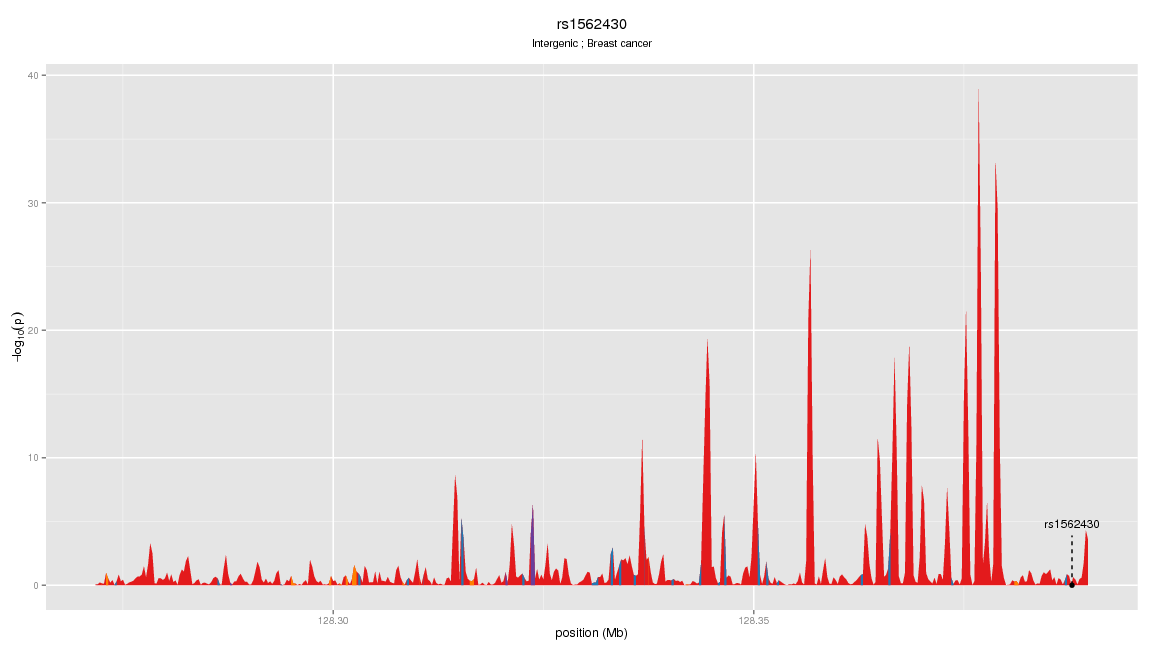 rs1562430
Intergenic ; Breast cancer
40
30
20
10
0
−log10(p)
rs1562430
128.30
128.35
position (Mb)